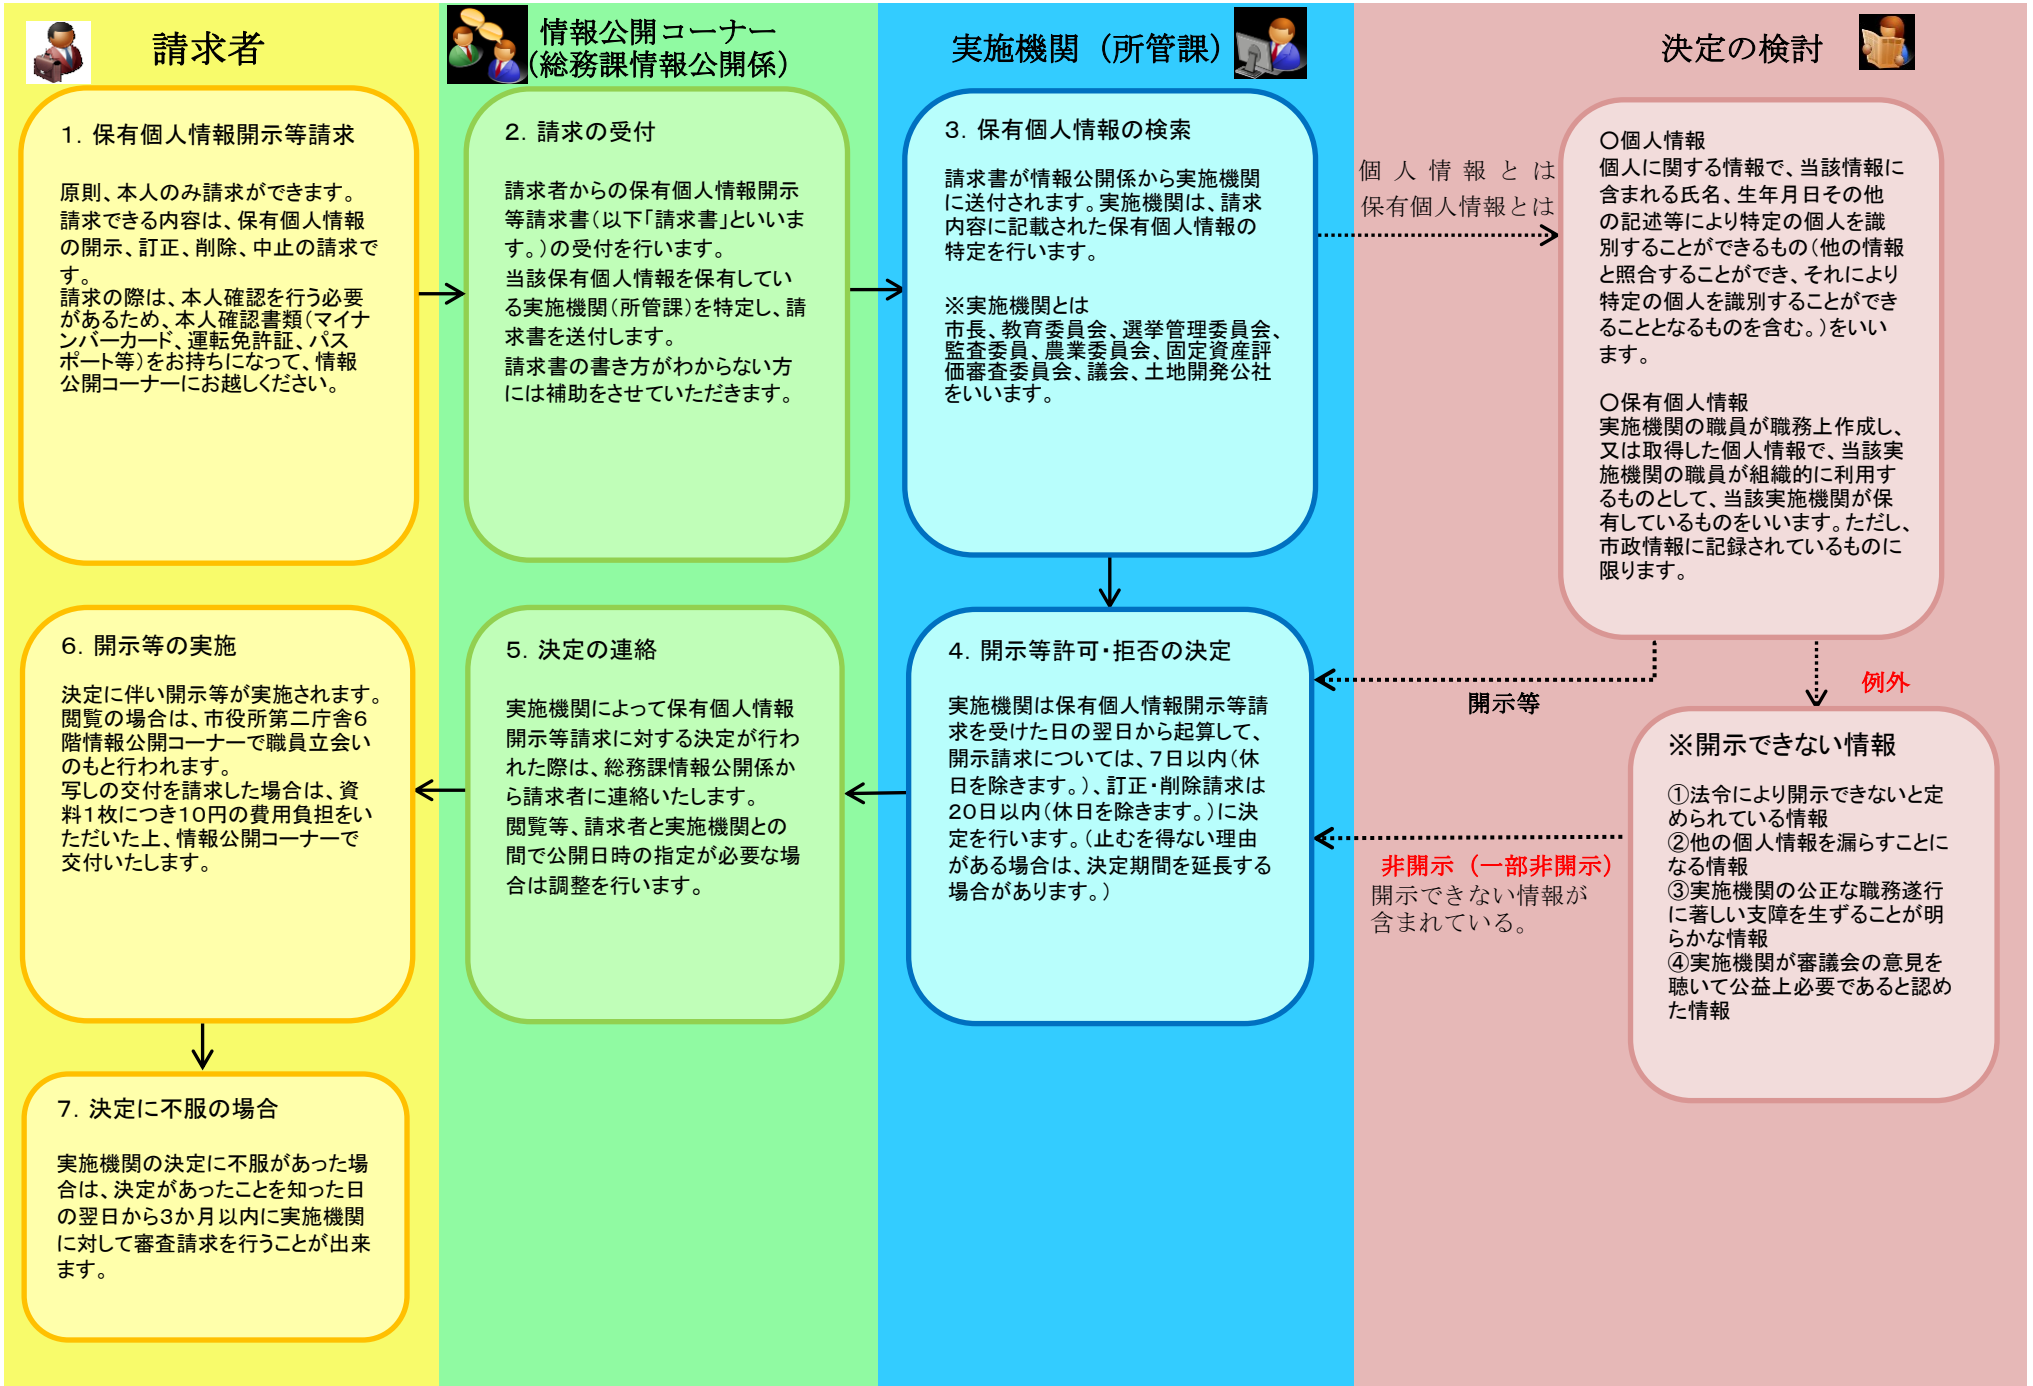 請求者
情報公開コーナー
(総務課情報公開係)
実施機関（所管課）
決定の検討
1．保有個人情報開示等請求
原則、本人のみ請求ができます。
請求できる内容は、保有個人情報
の開示、訂正、削除、中止の請求で
す。
請求の際は、本人確認を行う必要
があるため、本人確認書類（マイナ
ンバーカード、運転免許証、パス
ポート等）をお持ちになって、情報
公開コーナーにお越しください。
2．請求の受付
請求者からの保有個人情報開示
等請求書（以下「請求書」といいま
す。）の受付を行います。
当該保有個人情報を保有してい
る実施機関（所管課）を特定し、請
求書を送付します。
請求書の書き方がわからない方
には補助をさせていただきます。
3．保有個人情報の検索
請求書が情報公開係から実施機関
に送付されます。実施機関は、請求
内容に記載された保有個人情報の
特定を行います。
※実施機関とは
市長、教育委員会、選挙管理委員会、
監査委員、農業委員会、固定資産評
価審査委員会、議会、土地開発公社
をいいます。
個人情報とは
保有個人情報とは
○個人情報
個人に関する情報で、当該情報に
含まれる氏名、生年月日その他
の記述等により特定の個人を識
別することができるもの（他の情報
と照合することができ、それにより
特定の個人を識別することができ
ることとなるものを含む。）をいい
ます。
○保有個人情報
実施機関の職員が職務上作成し、
又は取得した個人情報で、当該実
施機関の職員が組織的に利用す
るものとして、当該実施機関が保
有しているものをいいます。ただし、
市政情報に記録されているものに
限ります。
6．開示等の実施
決定に伴い開示等が実施されます。
閲覧の場合は、市役所第二庁舎6
階情報公開コーナーで職員立会い
のもと行われます。
写しの交付を請求した場合は、資
料1枚につき10円の費用負担をい
ただいた上、情報公開コーナーで
交付いたします。
5．決定の連絡
実施機関によって保有個人情報
開示等請求に対する決定が行わ
れた際は、総務課情報公開係か
ら請求者に連絡いたします。
閲覧等、請求者と実施機関との
間で公開日時の指定が必要な場
合は調整を行います。
4．開示等許可・拒否の決定
実施機関は保有個人情報開示等請
求を受けた日の翌日から起算して、
開示請求については、7日以内（休
日を除きます。）、訂正・削除請求は
20日以内（休日を除きます。）に決
定を行います。（止むを得ない理由
がある場合は、決定期間を延長する
場合があります。）
開示等
例外
非開示（一部非開示）
開示できない情報が
含まれている。
※開示できない情報
①法令により開示できないと定
められている情報
②他の個人情報を漏らすことに
なる情報
③実施機関の公正な職務遂行
に著しい支障を生ずることが明
らかな情報
④実施機関が審議会の意見を
聴いて公益上必要であると認め
た情報
7．決定に不服の場合
実施機関の決定に不服があった場
合は、決定があったことを知った日
の翌日から3か月以内に実施機関
に対して審査請求を行うことが出来
ます。